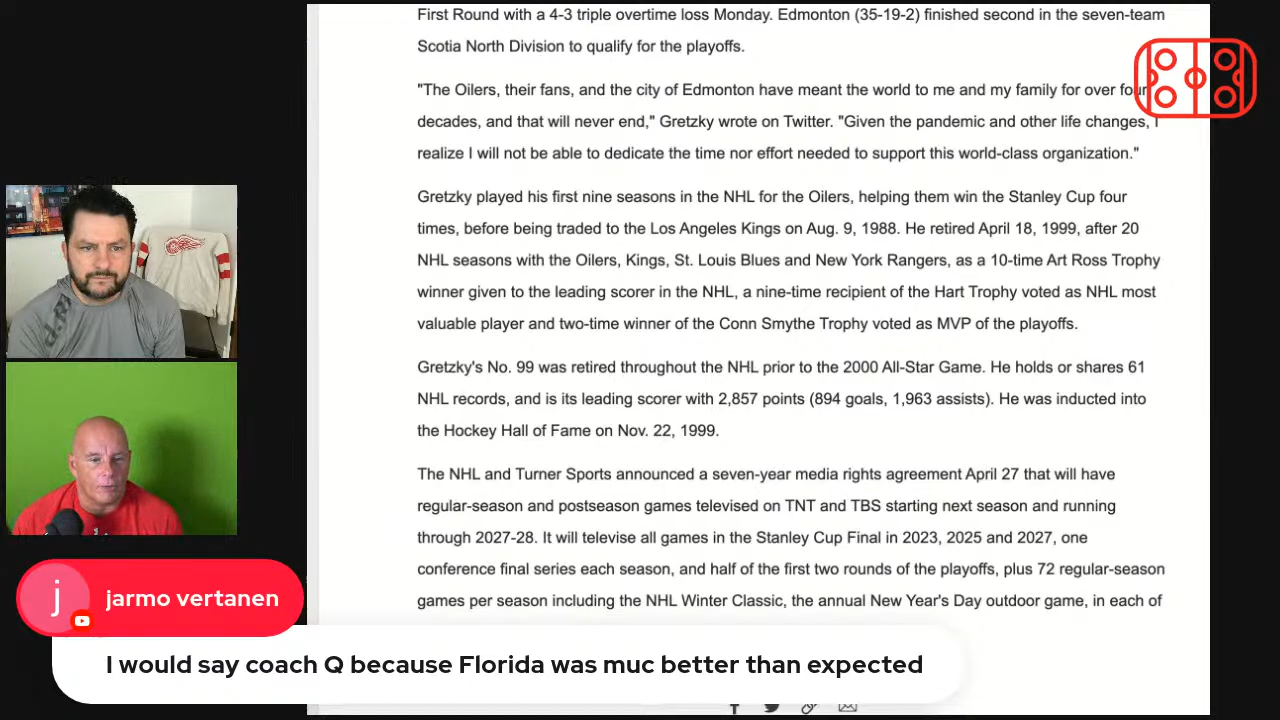 First Round with a 4-3 triple overtime loss Monday. Edmonton (35-19-2) finished second in the seven-team
Scotia North Division to qualify for the playoffs.
"The Oilers, their fans, and the city of Edmonton have meant the world to me and my family for over four
decades, and that will never end," Gretzky wrote on Twitter. "Given the pandemic and other life changes, I
realize I will not be able to dedicate the time nor effort needed to support this world-class organization."
Gretzky played his first nine seasons in the NHL for the Oilers, helping them win the Stanley Cup four
times, before being traded to the Los Angeles Kings on Aug. 9, 1988. He retired April 18, 1999, after 20
NHL seasons with the Oilers, Kings, St. Louis Blues and New York Rangers, as a 10-time Art Ross Trophy
winner given to the leading scorer in the NHL, a nine-time recipient of the Hart Trophy voted as NHL most
valuable player and two-time winner of the Conn Smythe Trophy voted as MVP of the playoffs.
Gretzky's No. 99 was retired throughout the NHL prior to the 2000 All-Star Game. He holds or shares 61
NHL records, and is its leading scorer with 2,857 points (894 goals, 1,963 assists). He was inducted into
the Hockey Hall of Fame on Nov. 22, 1999.
The NHL and Turner Sports announced a seven-year media rights agreement April 27 that will have
regular-season and postseason games televised on TNT and TBS starting next season and running
through 2027-28. It will televise all games in the Stanley Cup Final in 2023, 2025 and 2027, one
conference final series each season, and half of the first two rounds of the playoffs, plus 72 regular-season
games per season including the NHL Winter Classic, the annual New Year's Day outdoor game, in each of
j
jarmo vertanen
I would say coach Q because Florida was muc better than expected